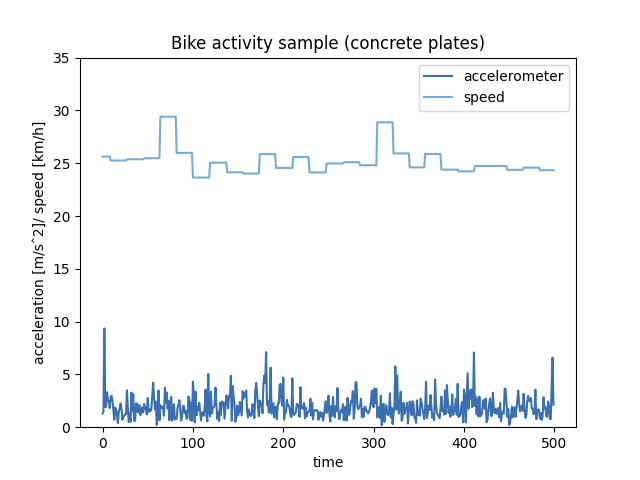 Bike activity sample (concrete plates)
accelerometer
speed
35
30
25
20
15
10
5
0
acceleration [m/s^2]/ speed [km/h]
0 100 200 300 400 500
time